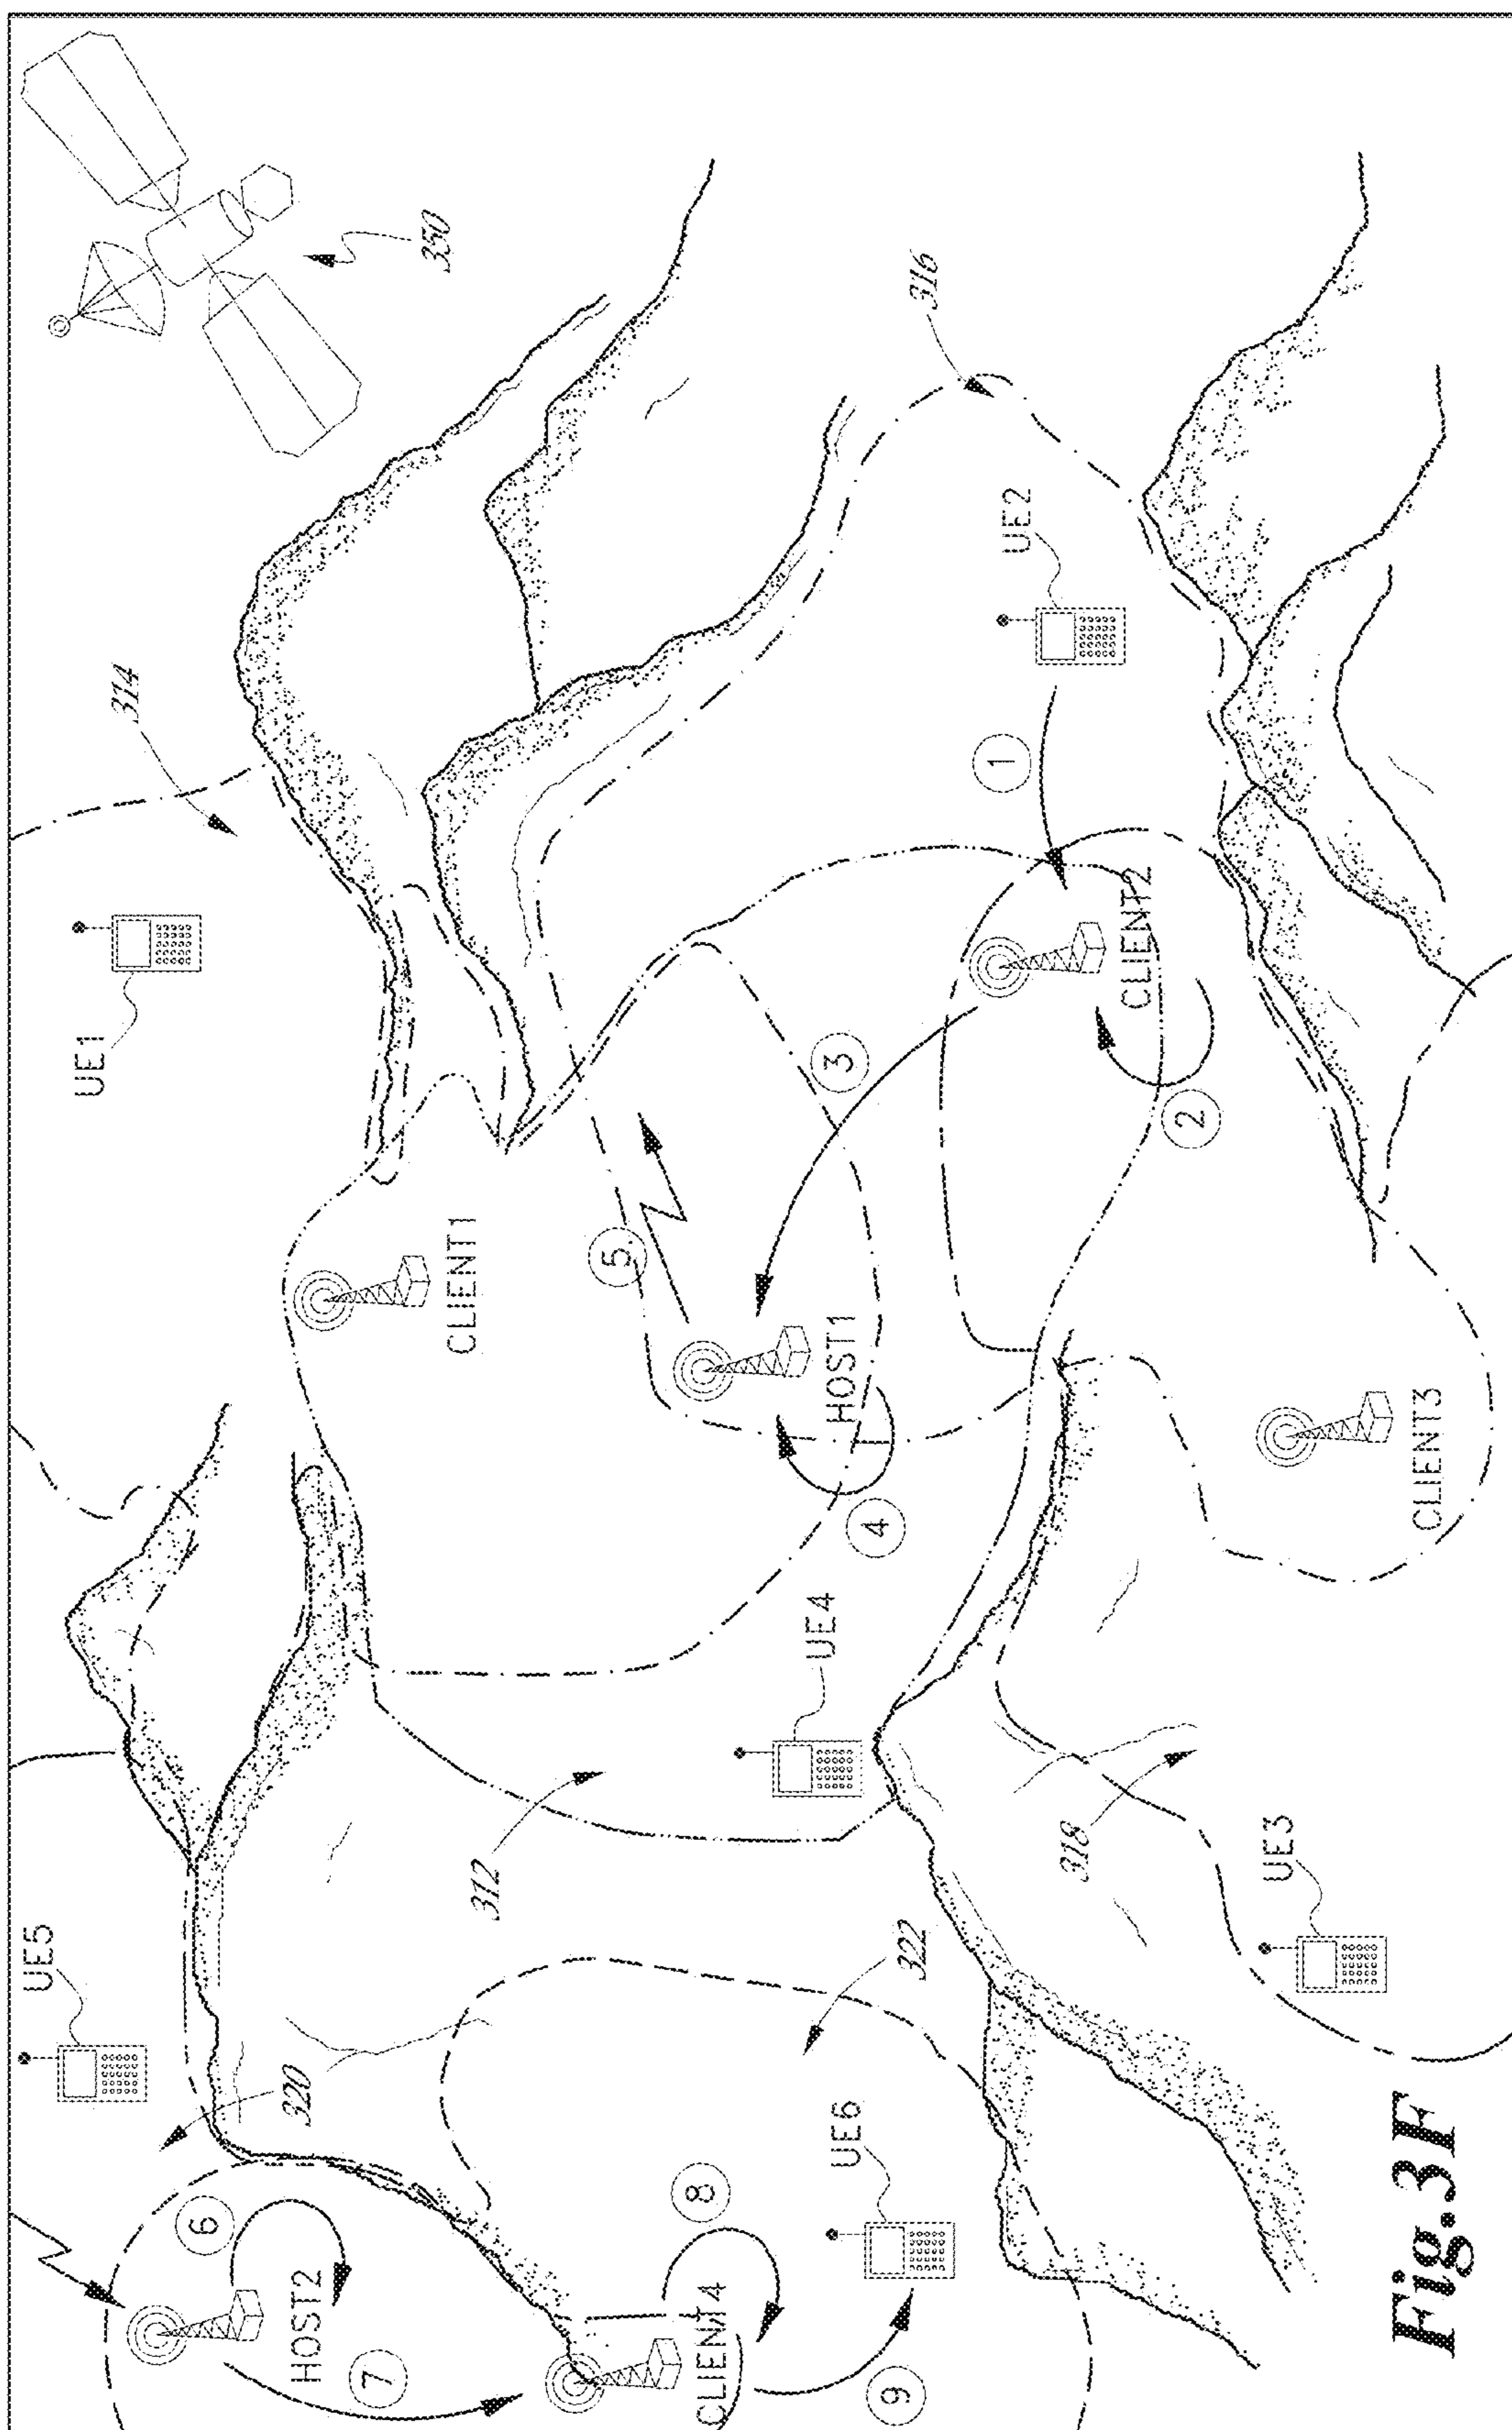 UE5
UE1
314
350
6
HOST2
7
320
CLIENT1
312
5
316
8
CLIENT4
9
UE6
322
UE4
4
HOST1
3
1
UE2
2
CLIENT2
318
UE3
CLIENT3
Fig.3F